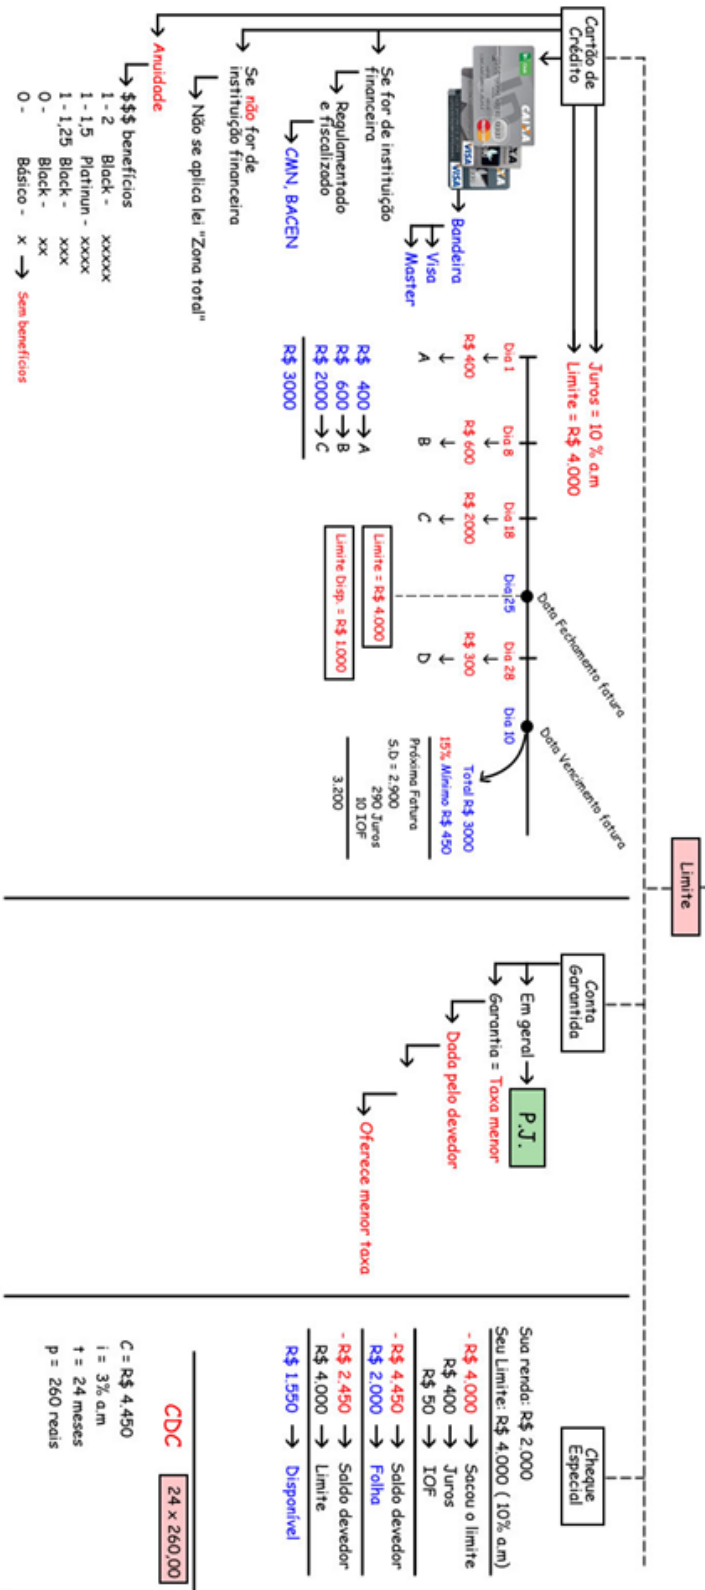 Limite
Cartão de
Crédito
Juros = 10 % a.m
Limite = R$ 4.000
CAIXA
VISA
VISA
Bandeira
Visa
Master
Se for de instituição
financeira
Regulamentado
e fiscalizado
CMN, BACEN
Se não for de
instituição financeira
Não se aplica lei "Zona total"
Anuidade
$$$ benefícios
1 - 2 Black - xxxxx
1 - 1,5 Platinun - xxxx
1 - 1,25 Black - xxx
0 - Black - xx
0 - Básico - x → Sem benefícios
Data Fechamento fatura
Data Vencimento fatura
Dia 1
Dia 8
Dia 18
Dia 25
Dia 28
Dia 10
R$ 400
R$ 600
R$ 2000
R$ 300
A
B
C
D
R$ 400 → A
R$ 600 → B
R$ 2000 → C
R$ 3000
Limite = R$ 4.000
Limite Disp. = R$ 1.000
Total R$ 3000
15% Mínimo R$ 450
Próxima Fatura
S.D = 2.900
290 Juros
10 IOF
3.200
Conta
Garantida
Em geral → P.J.
Garantia = Taxa menor
Dada pelo devedor
Oferece menor taxa
Cheque
Especial
Sua renda: R$ 2.000
Seu Limite: R$ 4.000 ( 10% a.m)
- R$ 4.000 → Sacou o limite
R$ 400 → Juros
R$ 50 → IOF
- R$ 4.450 → Saldo devedor
R$ 2.000 → Folha
- R$ 2.450 → Saldo devedor
R$ 4.000 → Limite
R$ 1.550 → Disponível
CDC
24 x 260,00
C = R$ 4.450
i = 3% a.m
t = 24 meses
p = 260 reais